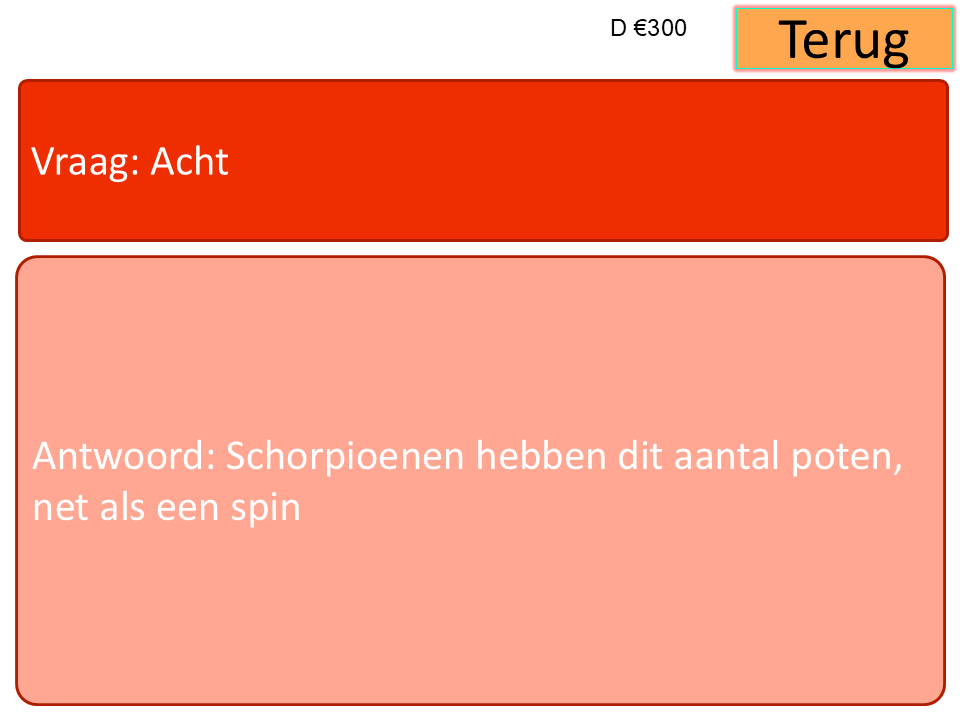 D €300
Terug
Vraag: Acht
Antwoord: Schorpioenen hebben dit aantal poten,
net als een spin